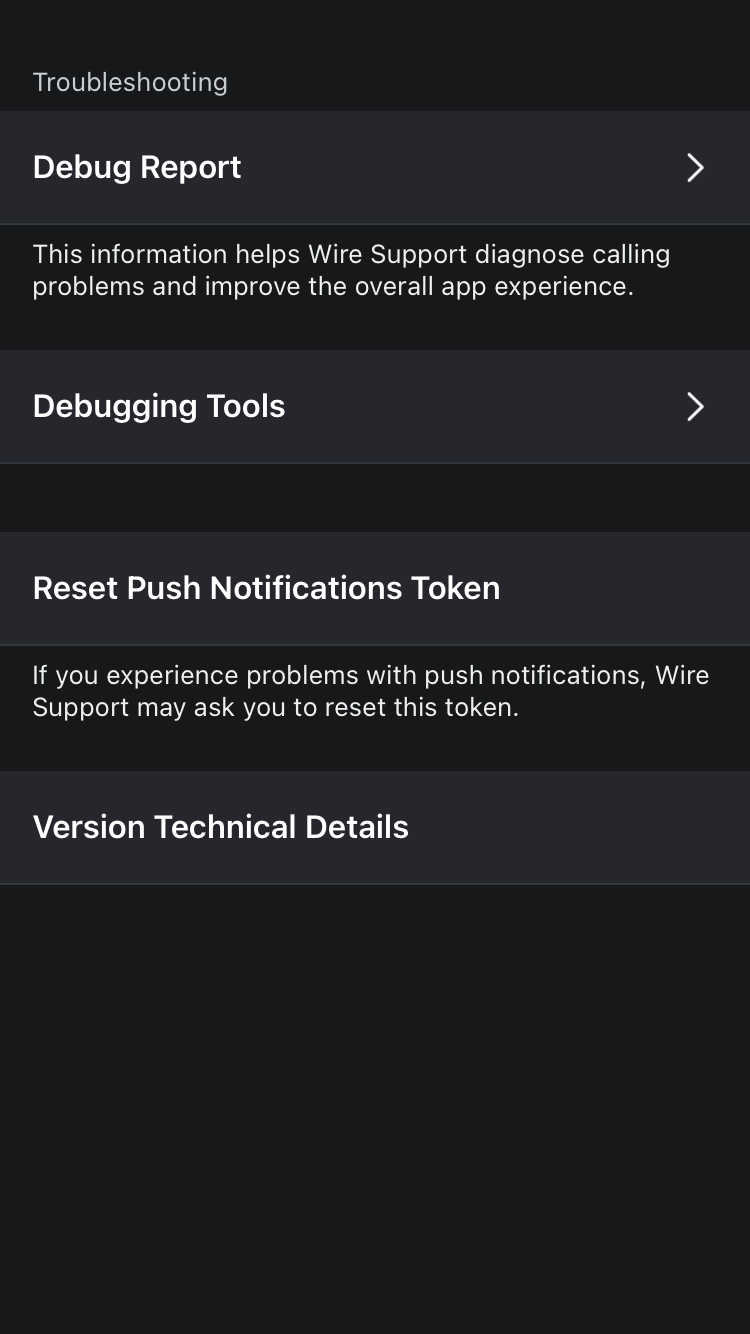 Troubleshooting
Debug Report
This information helps Wire Support diagnose calling
problems and improve the overall app experience.
Debugging Tools
Reset Push Notifications Token
If you experience problems with push notifications, Wire
Support may ask you to reset this token.
Version Technical Details